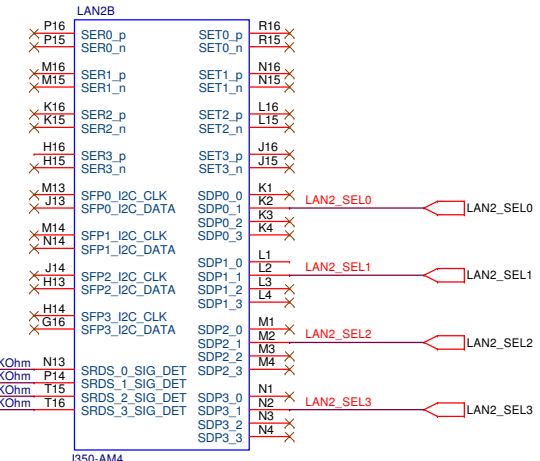 LAN2B
P16 SER0_p SET0_p R16
P15 SER0_n SET0_n R15
M16 SER1_p SET1_p N16
M15 SER1_n SET1_n N15
K16 SER2_p SET2_p L16
K15 SER2_n SET2_n L15
H16 SER3_p SET3_p J16
H15 SER3_n SET3_n J15
M13 SFP0_I2C_CLK SDP0_0 K1
J13 SFP0_I2C_DATA SDP0_1 K2 LAN2_SEL0 LAN2_SEL0
SDP0_2 K3
M14 SFP1_I2C_CLK SDP0_3 K4
N14 SFP1_I2C_DATA
SDP1_0 L1
J14 SFP2_I2C_CLK SDP1_1 L2 LAN2_SEL1 LAN2_SEL1
H13 SFP2_I2C_DATA SDP1_2 L3
SDP1_3 L4
H14 SFP3_I2C_CLK
G16 SFP3_I2C_DATA SDP2_0 M1
SDP2_1 M2 LAN2_SEL2 LAN2_SEL2
SDP2_2 M3
KOhm N13 SRDS_0_SIG_DET SDP2_3 M4
KOhm P14 SRDS_1_SIG_DET
KOhm T15 SRDS_2_SIG_DET SDP3_0 N1
KOhm T16 SRDS_3_SIG_DET SDP3_1 N2 LAN2_SEL3 LAN2_SEL3
SDP3_2 N3
SDP3_3 N4
I350-AM4